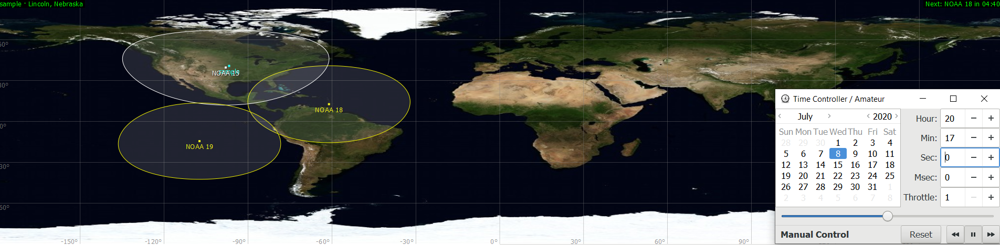 sample · Lincoln, Nebraska
Next: NOAA 18 in 04:40
sample
NOAA 15
NOAA 18
NOAA 19
30°
0°
30°
60°
-150° -120° -90° -60° -30° 0° 30° 60° 90°
Time Controller / Amateur
< July > < 2020 >
Sun Mon Tue Wed Thu Fri Sat
28 29 30 1 2 3 4
5 6 7 8 9 10 11
12 13 14 15 16 17 18
19 20 21 22 23 24 25
26 27 28 29 30 31 1
2 3 4 5 6 7 8
Hour: 20 − +
Min: 17 − +
Sec: 0 − +
Msec: 0 − +
Throttle: 1 − +
Manual Control
Reset